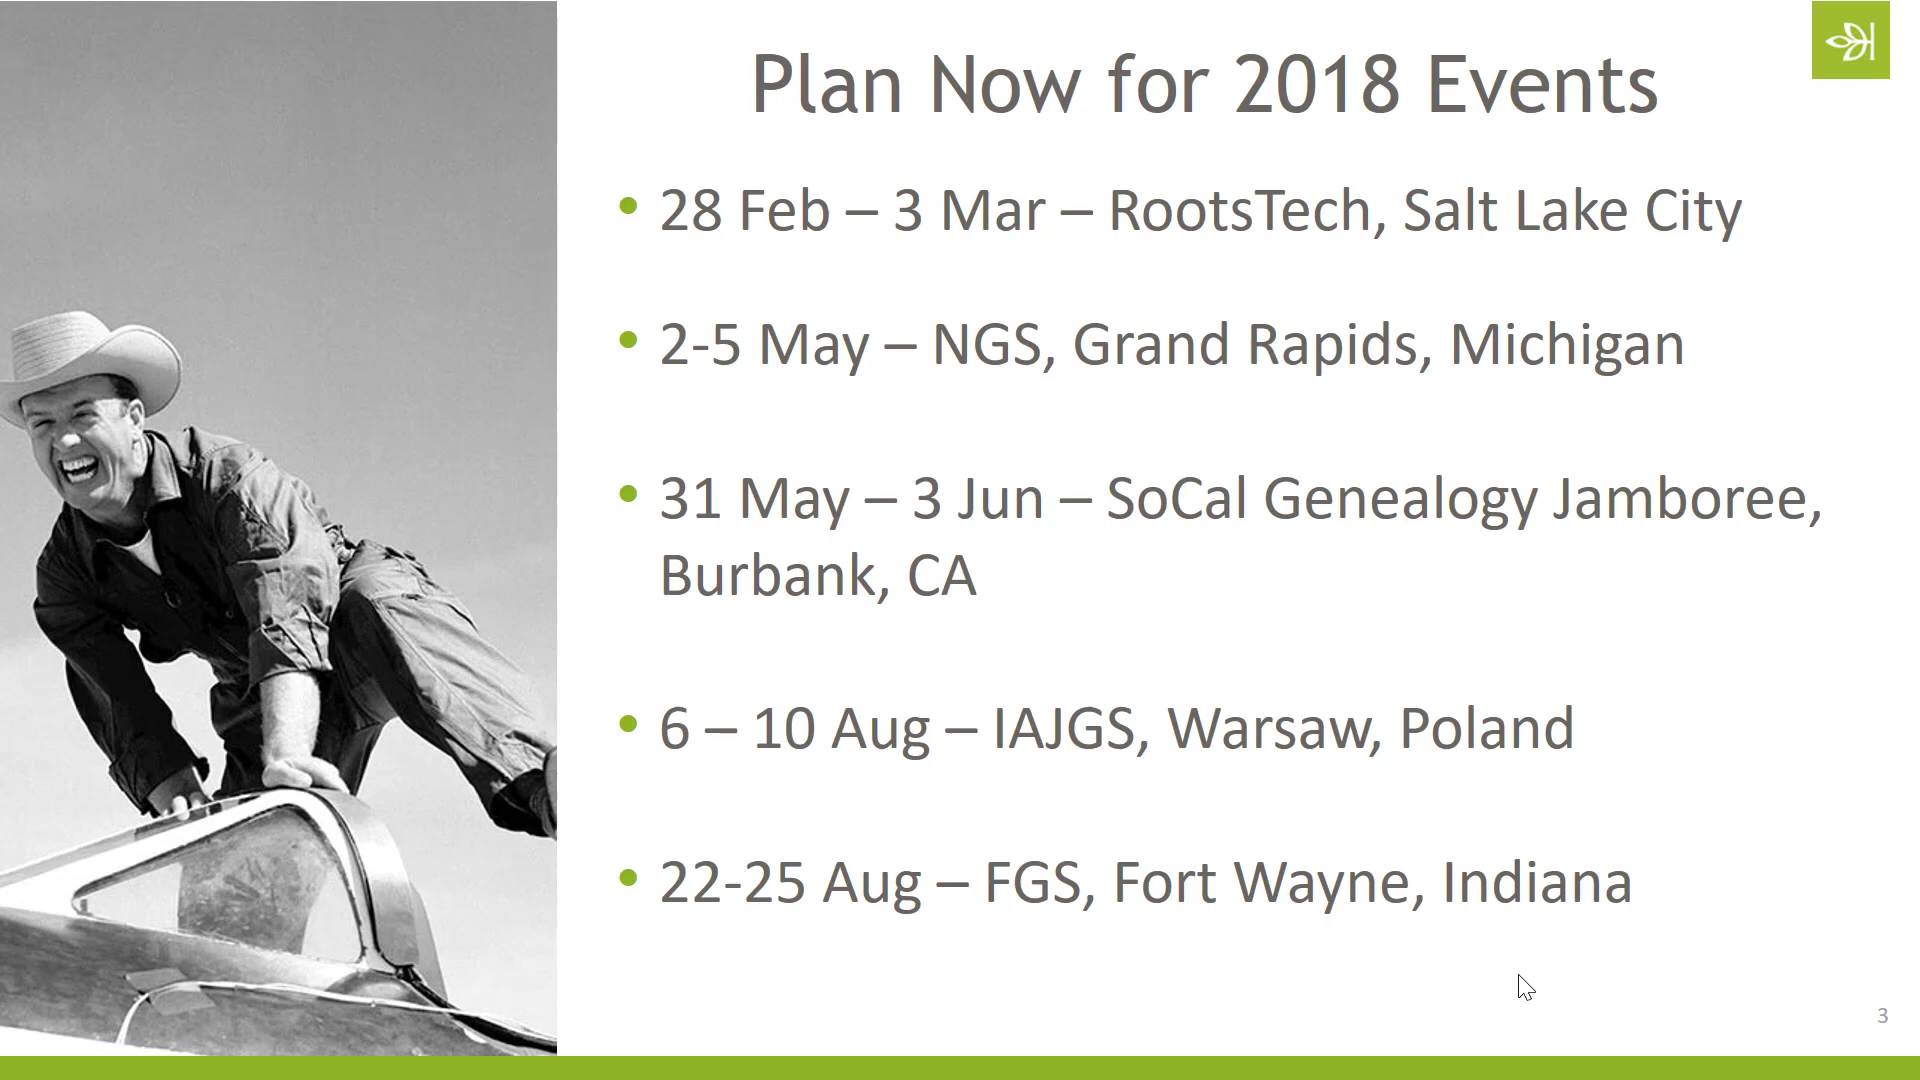 Plan Now for 2018 Events
• 28 Feb – 3 Mar – RootsTech, Salt Lake City
• 2-5 May – NGS, Grand Rapids, Michigan
• 31 May – 3 Jun – SoCal Genealogy Jamboree,
Burbank, CA
• 6 – 10 Aug – IAJGS, Warsaw, Poland
• 22-25 Aug – FGS, Fort Wayne, Indiana
3